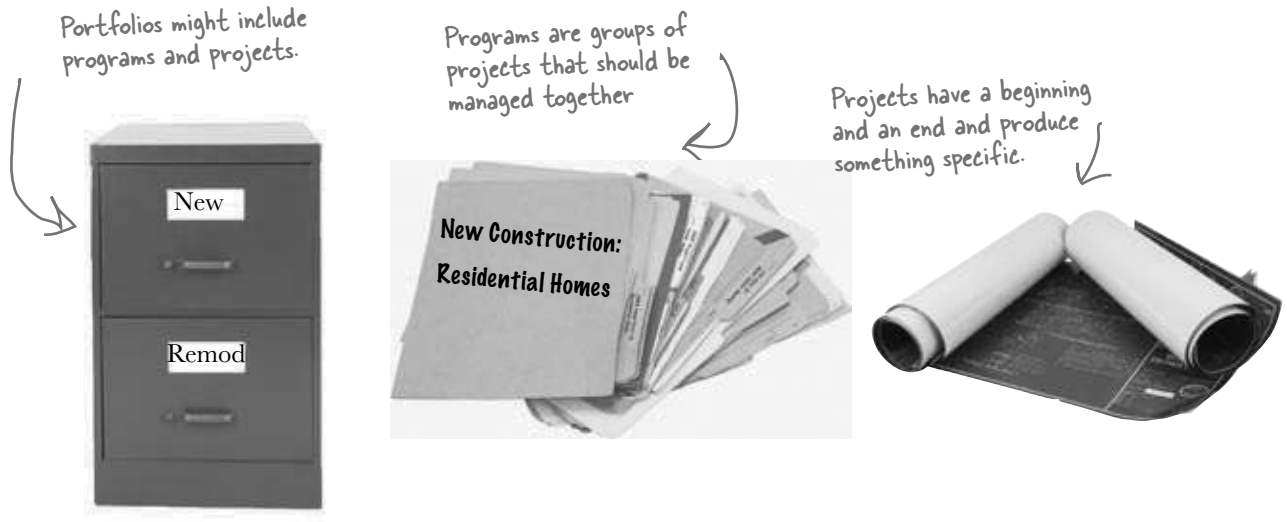 Portfolios might include
programs and projects.
Programs are groups of
projects that should be
managed together
Projects have a beginning
and an end and produce
something specific.
New
Remod
New Construction:
Residential Homes